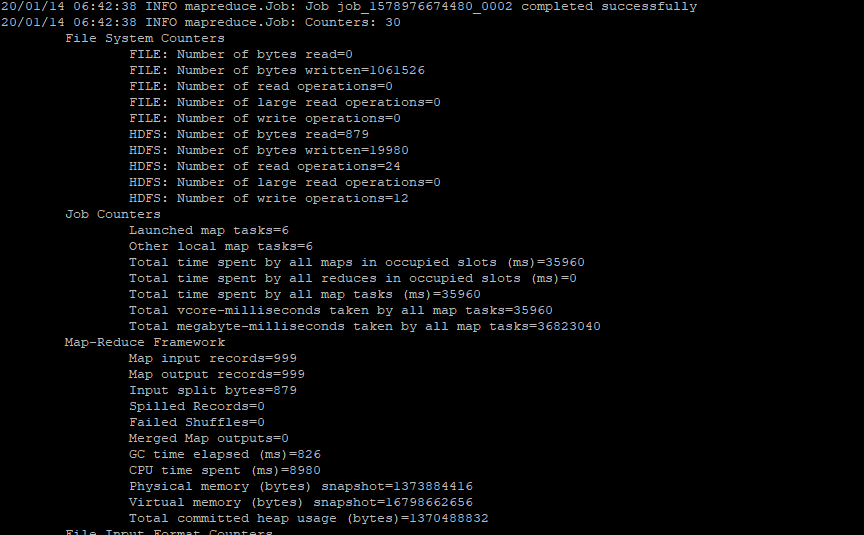 20/01/14 06:42:38 INFO mapreduce.Job: Job job_1578976674480_0002 completed successfully
20/01/14 06:42:38 INFO mapreduce.Job: Counters: 30
File System Counters
FILE: Number of bytes read=0
FILE: Number of bytes written=1061526
FILE: Number of read operations=0
FILE: Number of large read operations=0
FILE: Number of write operations=0
HDFS: Number of bytes read=879
HDFS: Number of bytes written=19980
HDFS: Number of read operations=24
HDFS: Number of large read operations=0
HDFS: Number of write operations=12
Job Counters
Launched map tasks=6
Other local map tasks=6
Total time spent by all maps in occupied slots (ms)=35960
Total time spent by all reduces in occupied slots (ms)=0
Total time spent by all map tasks (ms)=35960
Total vcore-milliseconds taken by all map tasks=35960
Total megabyte-milliseconds taken by all map tasks=36823040
Map-Reduce Framework
Map input records=999
Map output records=999
Input split bytes=879
Spilled Records=0
Failed Shuffles=0
Merged Map outputs=0
GC time elapsed (ms)=826
CPU time spent (ms)=8980
Physical memory (bytes) snapshot=1373884416
Virtual memory (bytes) snapshot=16798662656
Total committed heap usage (bytes)=1370488832
File Input Format Counters